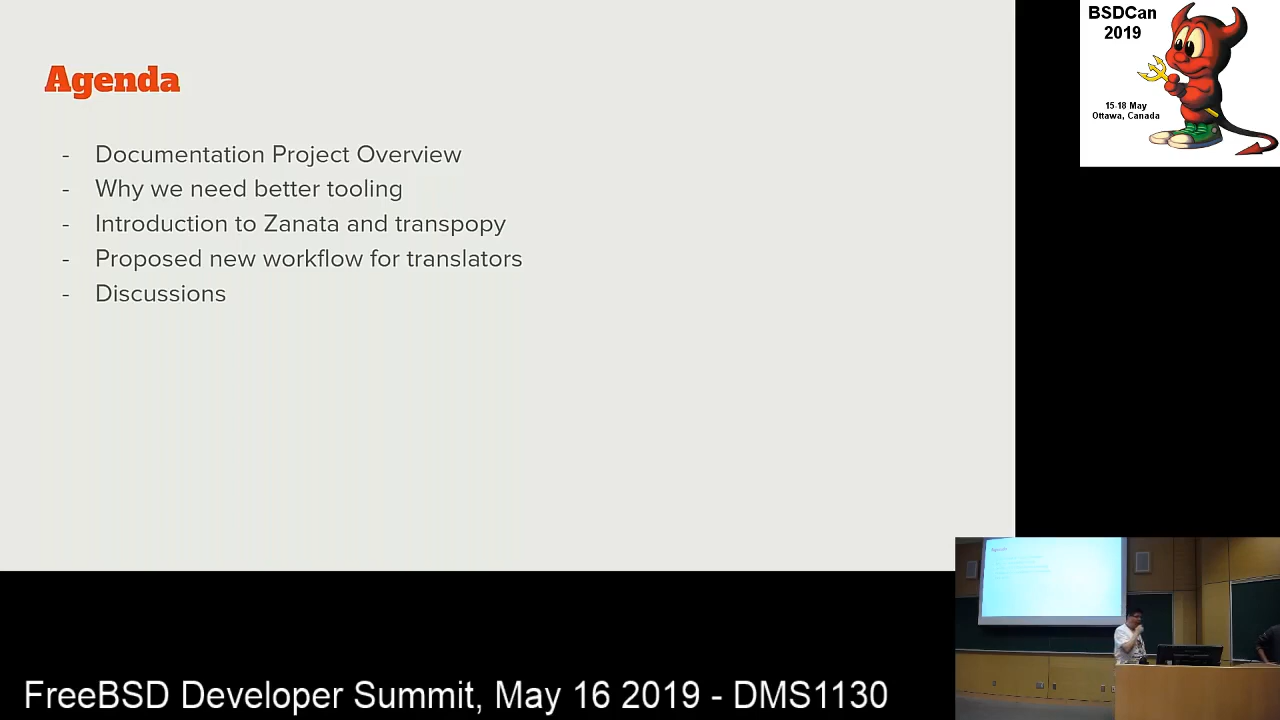 Agenda
- Documentation Project Overview
- Why we need better tooling
- Introduction to Zanata and transpopy
- Proposed new workflow for translators
- Discussions
BSDCan
2019
15-18 May
Ottawa, Canada
Agenda
FreeBSD Developer Summit, May 16 2019 - DMS1130